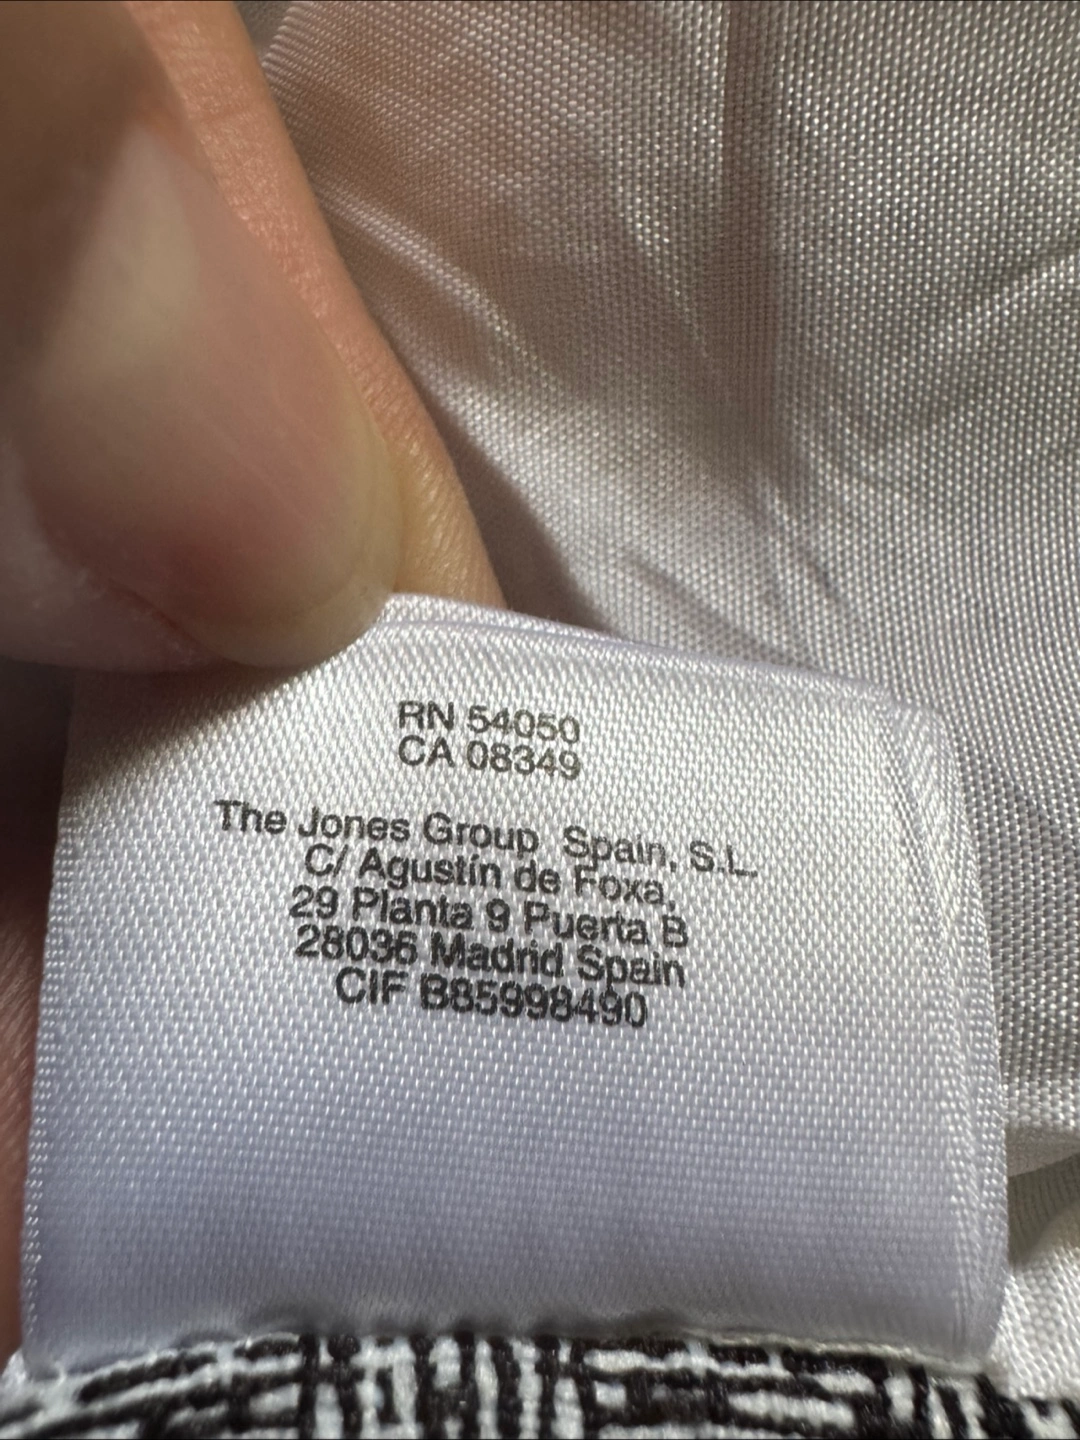 RN 54050
CA 08349
The Jones Group Spain, S.L.
C/ Agustín de Foxa,
29 Planta 9 Puerta B
28036 Madrid Spain
CIF B85998490